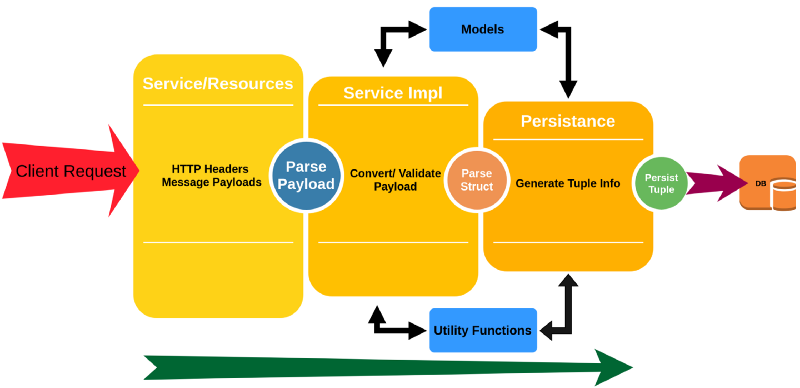 Models
Service/Resources
Service Impl
Persistance
Client Request
HTTP Headers
Message Payloads
Parse
Payload
Convert/ Validate
Payload
Parse
Struct
Generate Tuple Info
Persist
Tuple
DB
Utility Functions